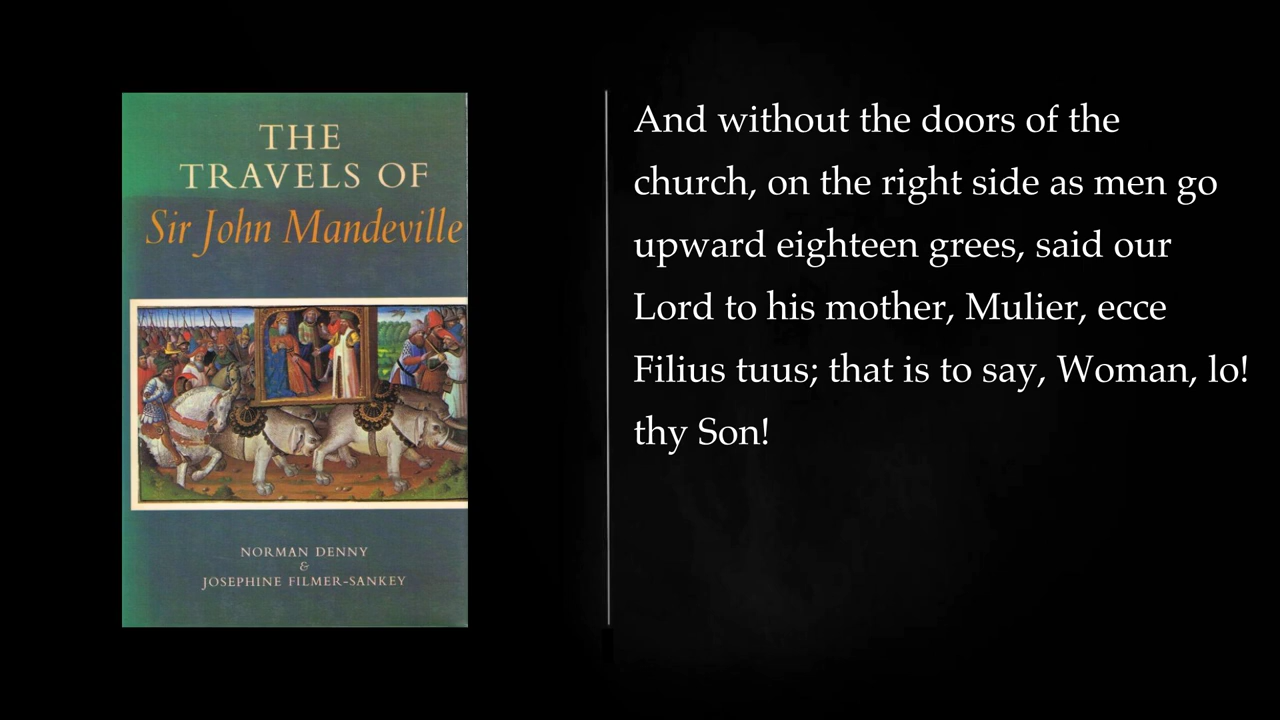 THE
TRAVELS OF
Sir John Mandeville
NORMAN DENNY
&
JOSEPHINE FILMER-SANKEY
And without the doors of the
church, on the right side as men go
upward eighteen grees, said our
Lord to his mother, Mulier, ecce
Filius tuus; that is to say, Woman, lo!
thy Son!